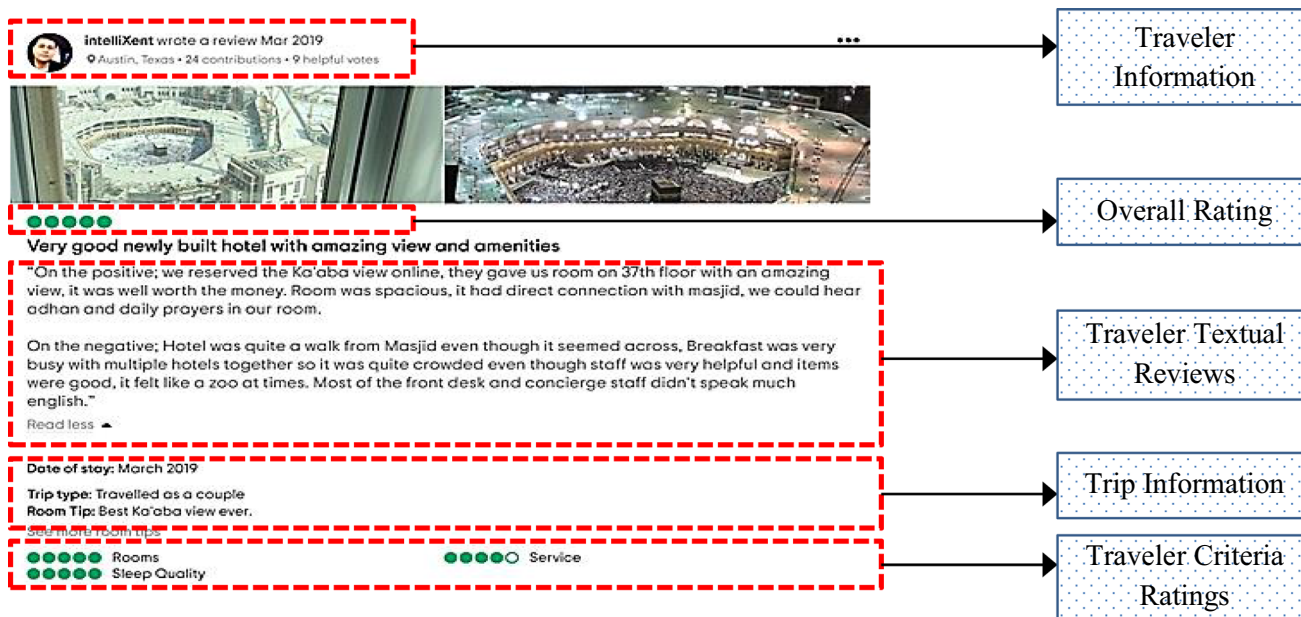 intelliXent wrote a review Mar 2019
Austin, Texas • 24 contributions • 9 helpful votes
•••
Traveler
Information
Overall Rating
Very good newly built hotel with amazing view and amenities
"On the positive; we reserved the Ka'aba view online, they gave us room on 37th floor with an amazing
view, it was well worth the money. Room was spacious, it had direct connection with masjid, we could hear
adhan and daily prayers in our room.
On the negative; Hotel was quite a walk from Masjid even though it seemed across, Breakfast was very
busy with multiple hotels together so it was quite crowded even though staff was very helpful and items
were good, it felt like a zoo at times. Most of the front desk and concierge staff didn't speak much
english."
Read less
Traveler Textual
Reviews
Date of stay: March 2019
Trip type: Travelled as a couple
Room Tip: Best Ka'aba view ever.
See more room tips
Trip Information
Rooms
Service
Sleep Quality
Traveler Criteria
Ratings